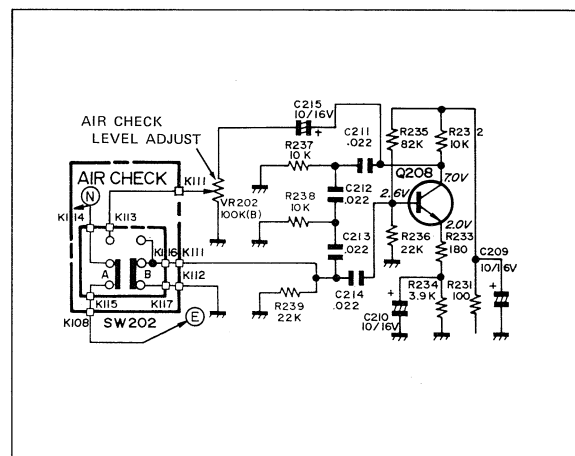 AIR CHECK
LEVEL ADJUST
C215
10/16V
R237
10K
C211
.022
R235
82K
R232
10K
Q208
7.0V
2.6V
2.0V
AIR CHECK
N
K111
K114
K113
VR202
100K(B)
R238
10K
C212
.022
C213
.022
R236
22K
R233
180
C209
10/16V
A
B
K116
K111
K112
K115
K117
K108
SW202
E
R239
22K
C214
.022
C210
10/16V
R234
3.9K
R231
100